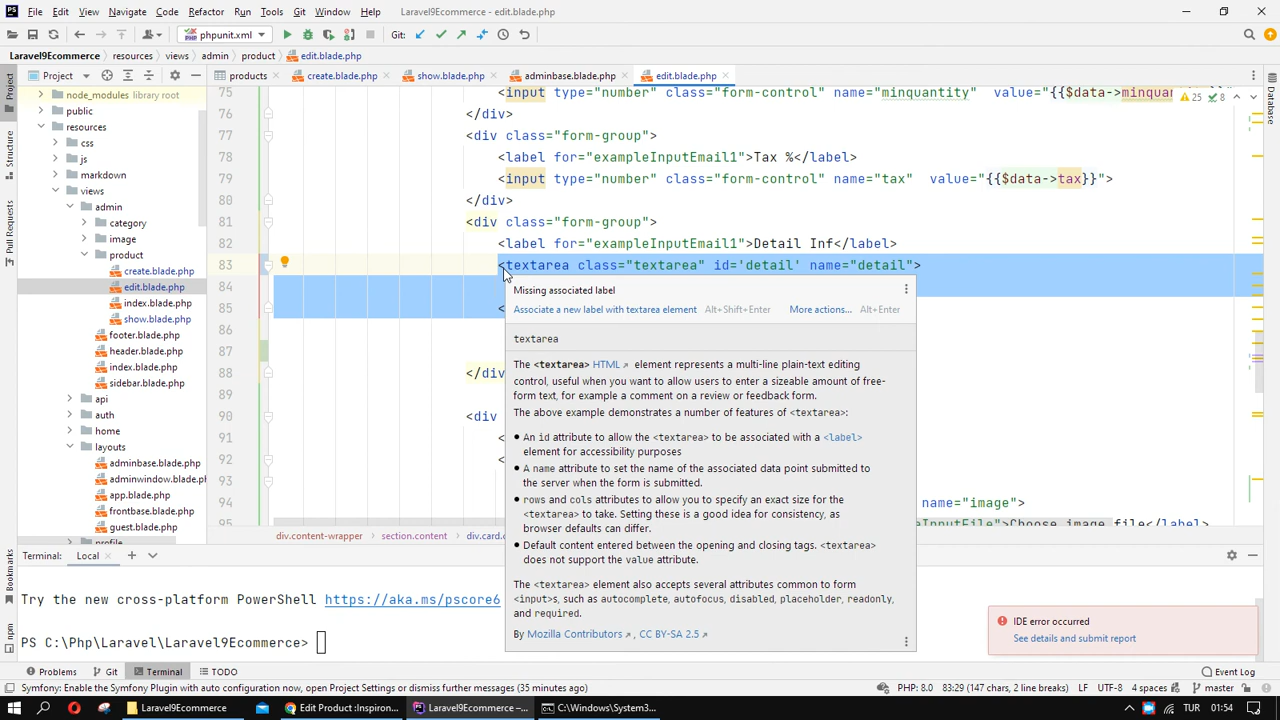 File Edit View Navigate Code Refactor Run Tools Git Window Help Laravel9Ecommerce - edit.blade.php
phpunit.xml Git:
Laravel9Ecommerce resources views admin product edit.blade.php
Project products create.blade.php show.blade.php adminbase.blade.php edit.blade.php
node_modules library root
public
resources
css
js
markdown
views
admin
category
image
product
create.blade.php
edit.blade.php
index.blade.php
show.blade.php
footer.blade.php
header.blade.php
index.blade.php
sidebar.blade.php
api
auth
home
layouts
adminbase.blade.php
adminwindow.blade.ph
app.blade.php
frontbase.blade.php
guest.blade.php
profile
Project
Structure
Pull Requests
Bookmarks
npm
Database
25 8
75 <input type="number" class="form-control" name="minquantity" value="{{$data->minquan
76 </div>
77 <div class="form-group">
78 <label for="exampleInputEmail1">Tax %</label>
79 <input type="number" class="form-control" name="tax" value="{{$data->tax}}">
80 </div>
81 <div class="form-group">
82 <label for="exampleInputEmail1">Detail Inf</label>
83 <textarea class="textarea" id='detail' name="detail">
84
85 <
86
87
88 </div
89
90 <div
91 <
92 <
93
94 name="image">
95 eInputFile">Choose image file</label>
Missing associated label
Associate a new label with textarea element Alt+Shift+Enter More actions... Alt+Enter
textarea
The <textarea> HTML element represents a multi-line plain-text editing
control, useful when you want to allow users to enter a sizeable amount of free-
form text, for example a comment on a review or feedback form.
The above example demonstrates a number of features of <textarea>:
• An id attribute to allow the <textarea> to be associated with a <label>
element for accessibility purposes
• A name attribute to set the name of the associated data point submitted to
the server when the form is submitted.
• rows and cols attributes to allow you to specify an exact size for the
<textarea> to take. Setting these is a good idea for consistency, as
browser defaults can differ.
• Default content entered between the opening and closing tags. <textarea>
does not support the value attribute.
The <textarea> element also accepts several attributes common to form
<input>s, such as autocomplete, autofocus, disabled, placeholder, readonly,
and required.
By Mozilla Contributors , CC BY-SA 2.5
div.content-wrapper section.content div.card.c
Terminal: Local
Try the new cross-platform PowerShell https://aka.ms/pscore6
PS C:\Php\Laravel\Laravel9Ecommerce>
IDE error occurred
See details and submit report
Problems Git Terminal TODO Event Log
Symfony: Enable the Symfony Plugin with auto configuration now, open Project Settings or dismiss further messages (35 minutes ago) PHP: 8.0 83:29 (147 chars, 2 line breaks) LF UTF-8 4 spaces master
Laravel9Ecommerce Edit Product :Inspiron... Laravel9Ecommerce –... C:\Windows\System3... TUR 01:54